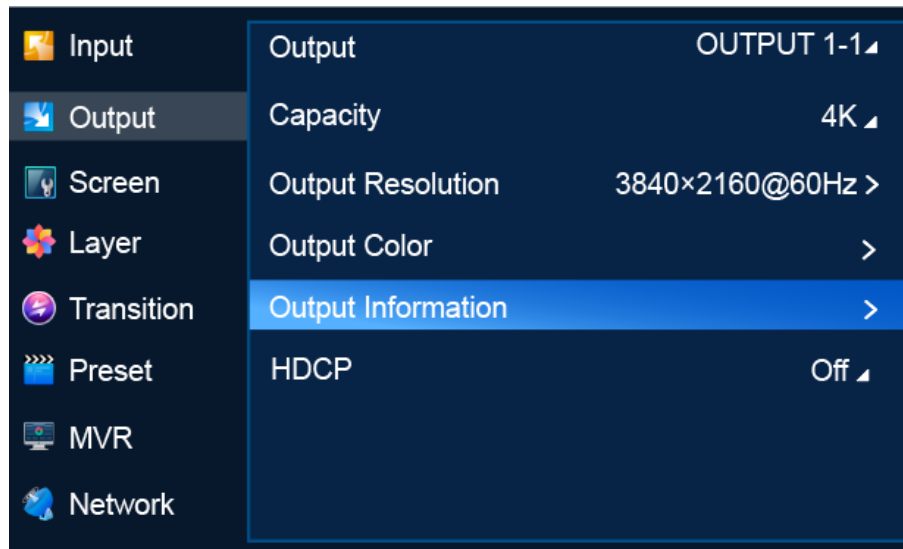 Input
Output
Screen
Layer
Transition
Preset
MVR
Network
Output OUTPUT 1-1
Capacity 4K
Output Resolution 3840×2160@60Hz >
Output Color >
Output Information >
HDCP Off